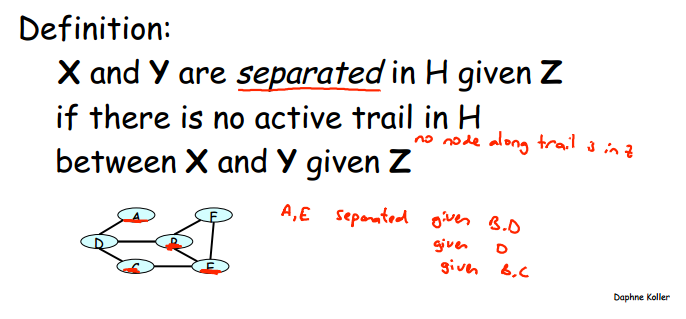 Definition:
X and Y are separated in H given Z
if there is no active trail in H
no node along trail is in Z
between X and Y given Z
A F
A,E separated given B.D
D B
given D
C E
given B,C
Daphne Koller